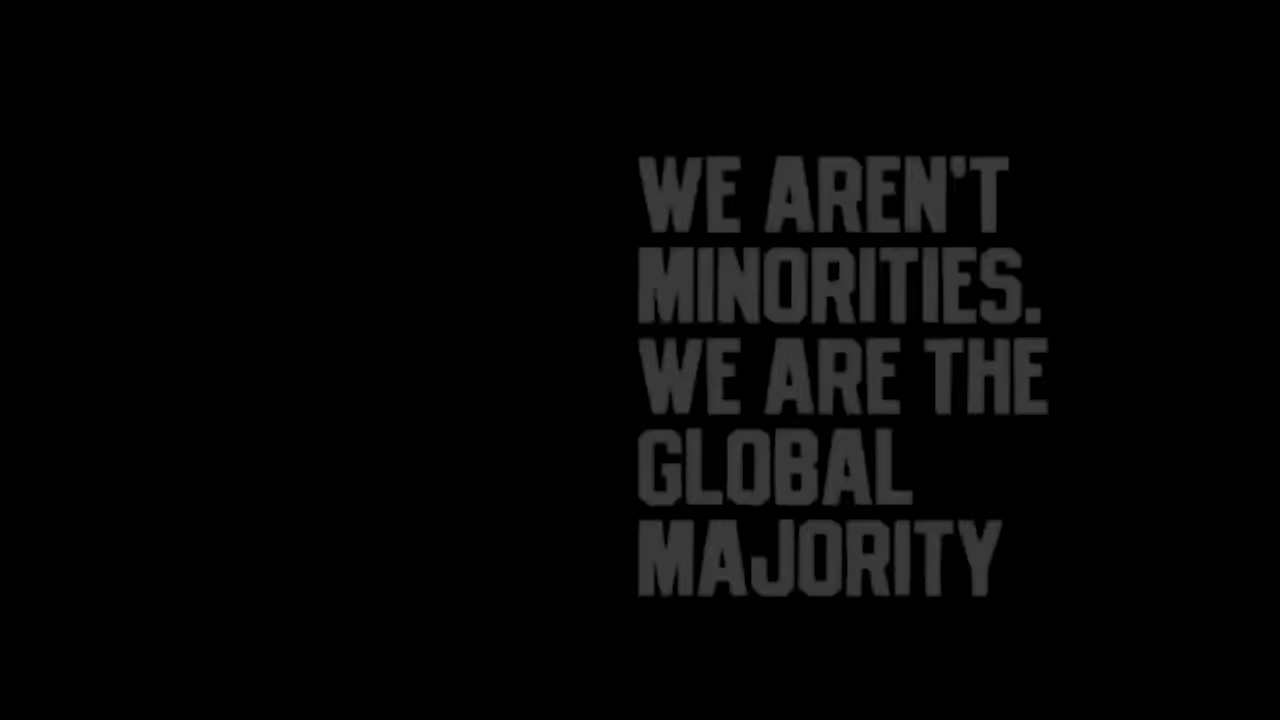 WE AREN'T
MINORITIES.
WE ARE THE
GLOBAL
MAJORITY